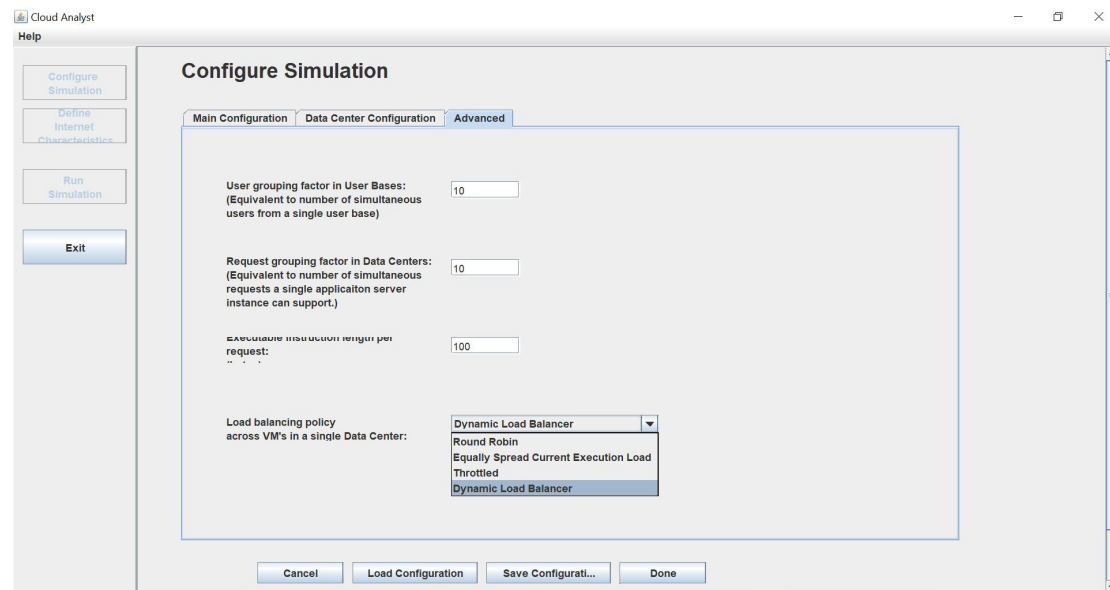 Cloud Analyst
Help
Configure
Simulation
Define
Internet
Characteristics
Run
Simulation
Exit
Configure Simulation
Main Configuration
Data Center Configuration
Advanced
User grouping factor in User Bases:
(Equivalent to number of simultaneous
users from a single user base)
10
Request grouping factor in Data Centers:
(Equivalent to number of simultaneous
requests a single applicaiton server
instance can support.)
10
Executable instruction length per
request:
100
Load balancing policy
across VM's in a single Data Center:
Dynamic Load Balancer
Round Robin
Equally Spread Current Execution Load
Throttled
Dynamic Load Balancer
Cancel
Load Configuration
Save Configurati...
Done